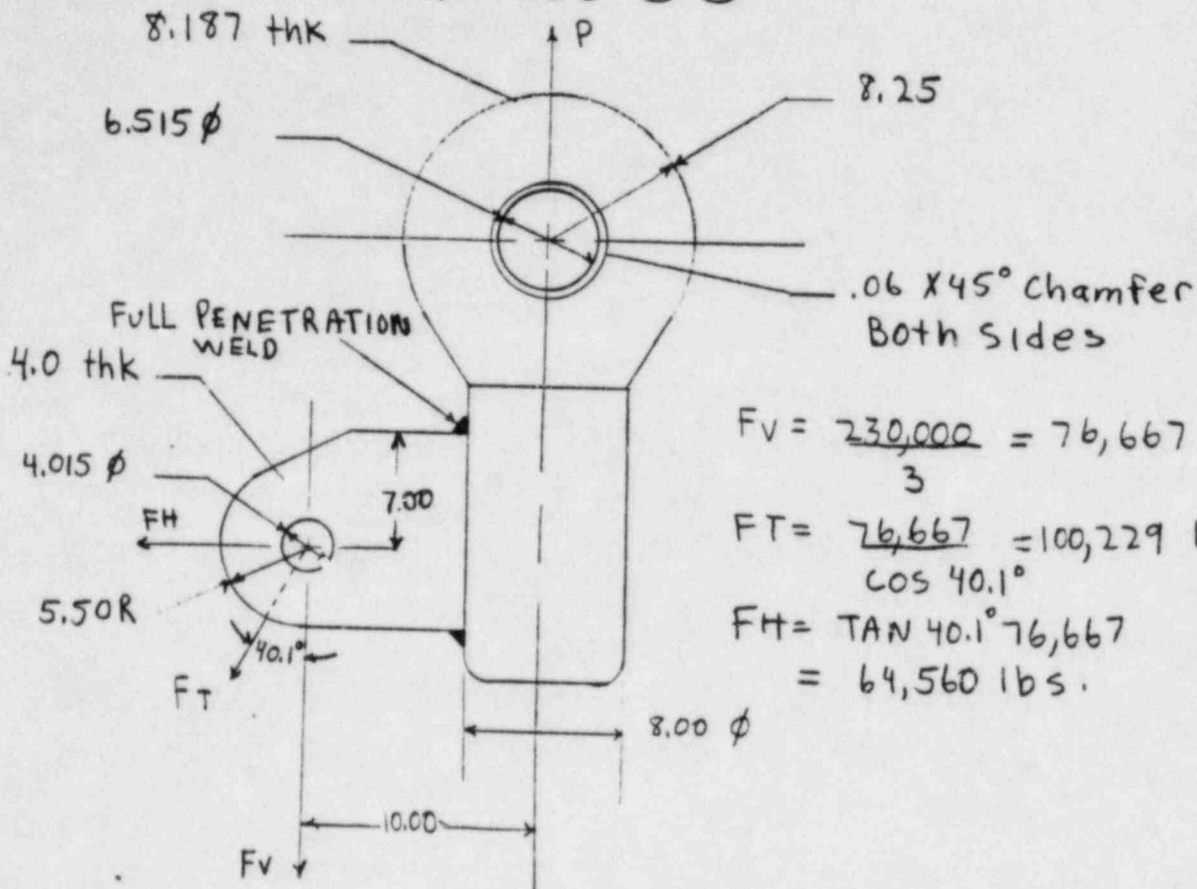 8.187 thk
P
8.25
6.515 ϕ
.06 X45° Chamfer
Both Sides
FULL PENETRATION
WELD
4.0 thk
4.015 ϕ
7.00
FH
5.50R
40.1°
FT
8.00 ϕ
10.00
Fv
Fv = 230,000 / 3 = 76,667
FT = 76,667 / COS 40.1° = 100,229
FH = TAN 40.1° 76,667
= 64,560 lbs.